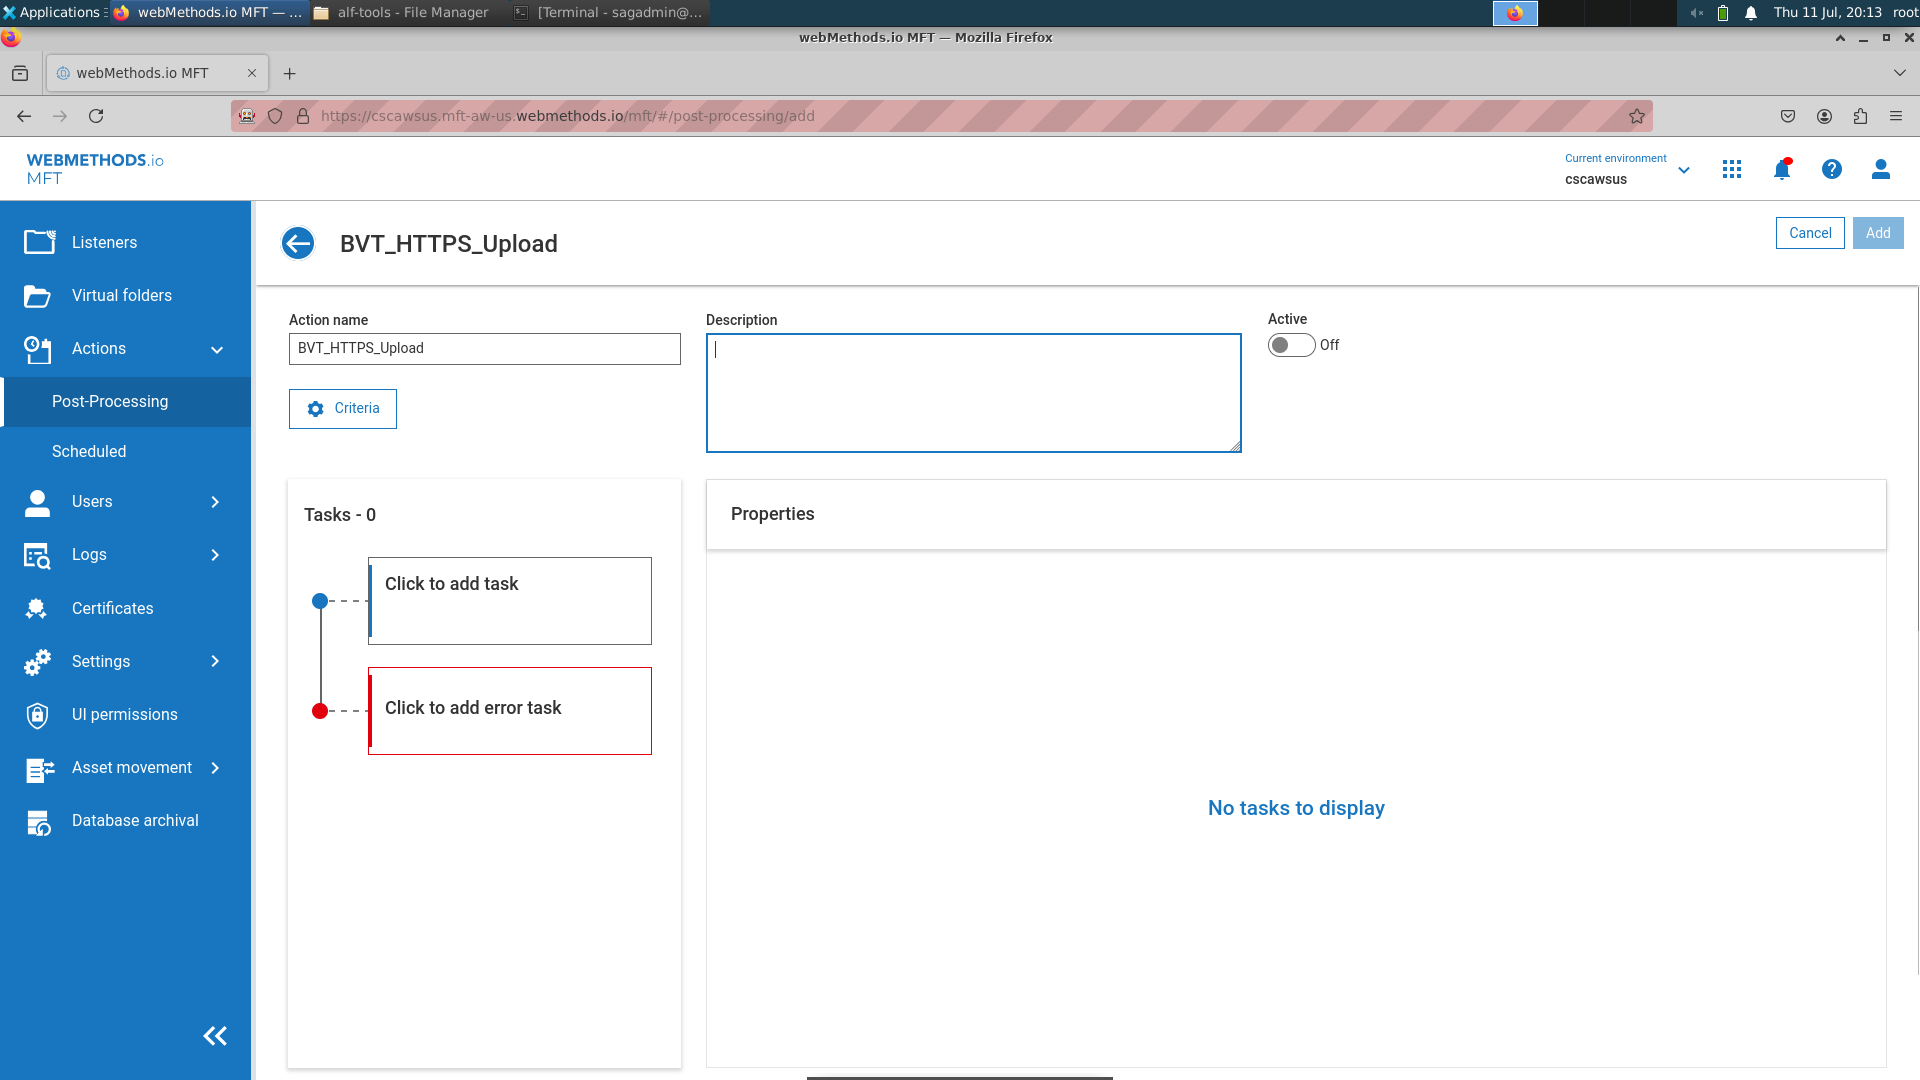 Applications
webMethods.io MFT — ...
alf-tools - File Manager
[Terminal - sagadmin@...
Thu 11 Jul, 20:13
root
webMethods.io MFT — Mozilla Firefox
webMethods.io MFT
https://cscawsus.mft-aw-us.webmethods.io/mft/#/post-processing/add
WEBMETHODS.io
MFT
Current environment
cscawsus
Listeners
Virtual folders
Actions
Post-Processing
Scheduled
Users
Logs
Certificates
Settings
UI permissions
Asset movement
Database archival
BVT_HTTPS_Upload
Cancel
Add
Action name
BVT_HTTPS_Upload
Description
Active
Off
Criteria
Tasks - 0
Click to add task
Click to add error task
Properties
No tasks to display